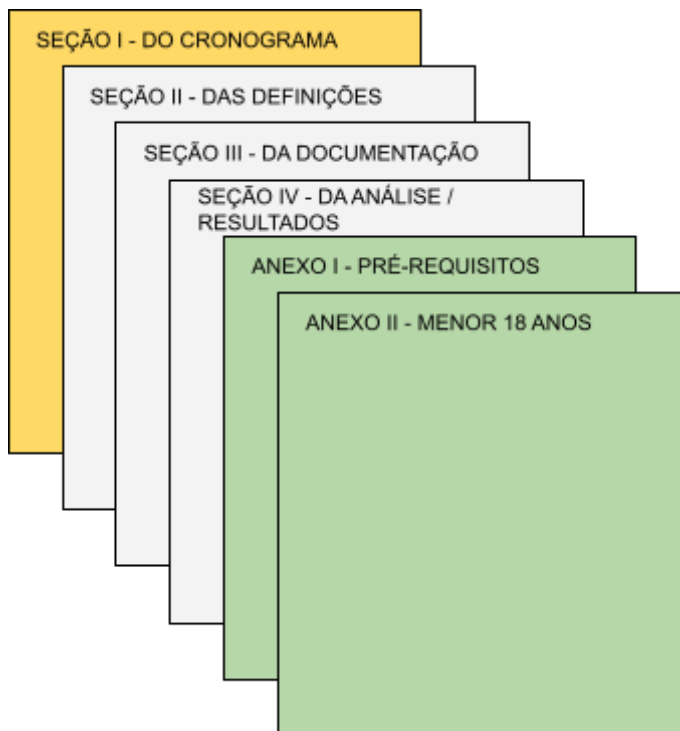 SEÇÃO I - DO CRONOGRAMA
SEÇÃO II - DAS DEFINIÇÕES
SEÇÃO III - DA DOCUMENTAÇÃO
SEÇÃO IV - DA ANÁLISE /
RESULTADOS
ANEXO I - PRÉ-REQUISITOS
ANEXO II - MENOR 18 ANOS